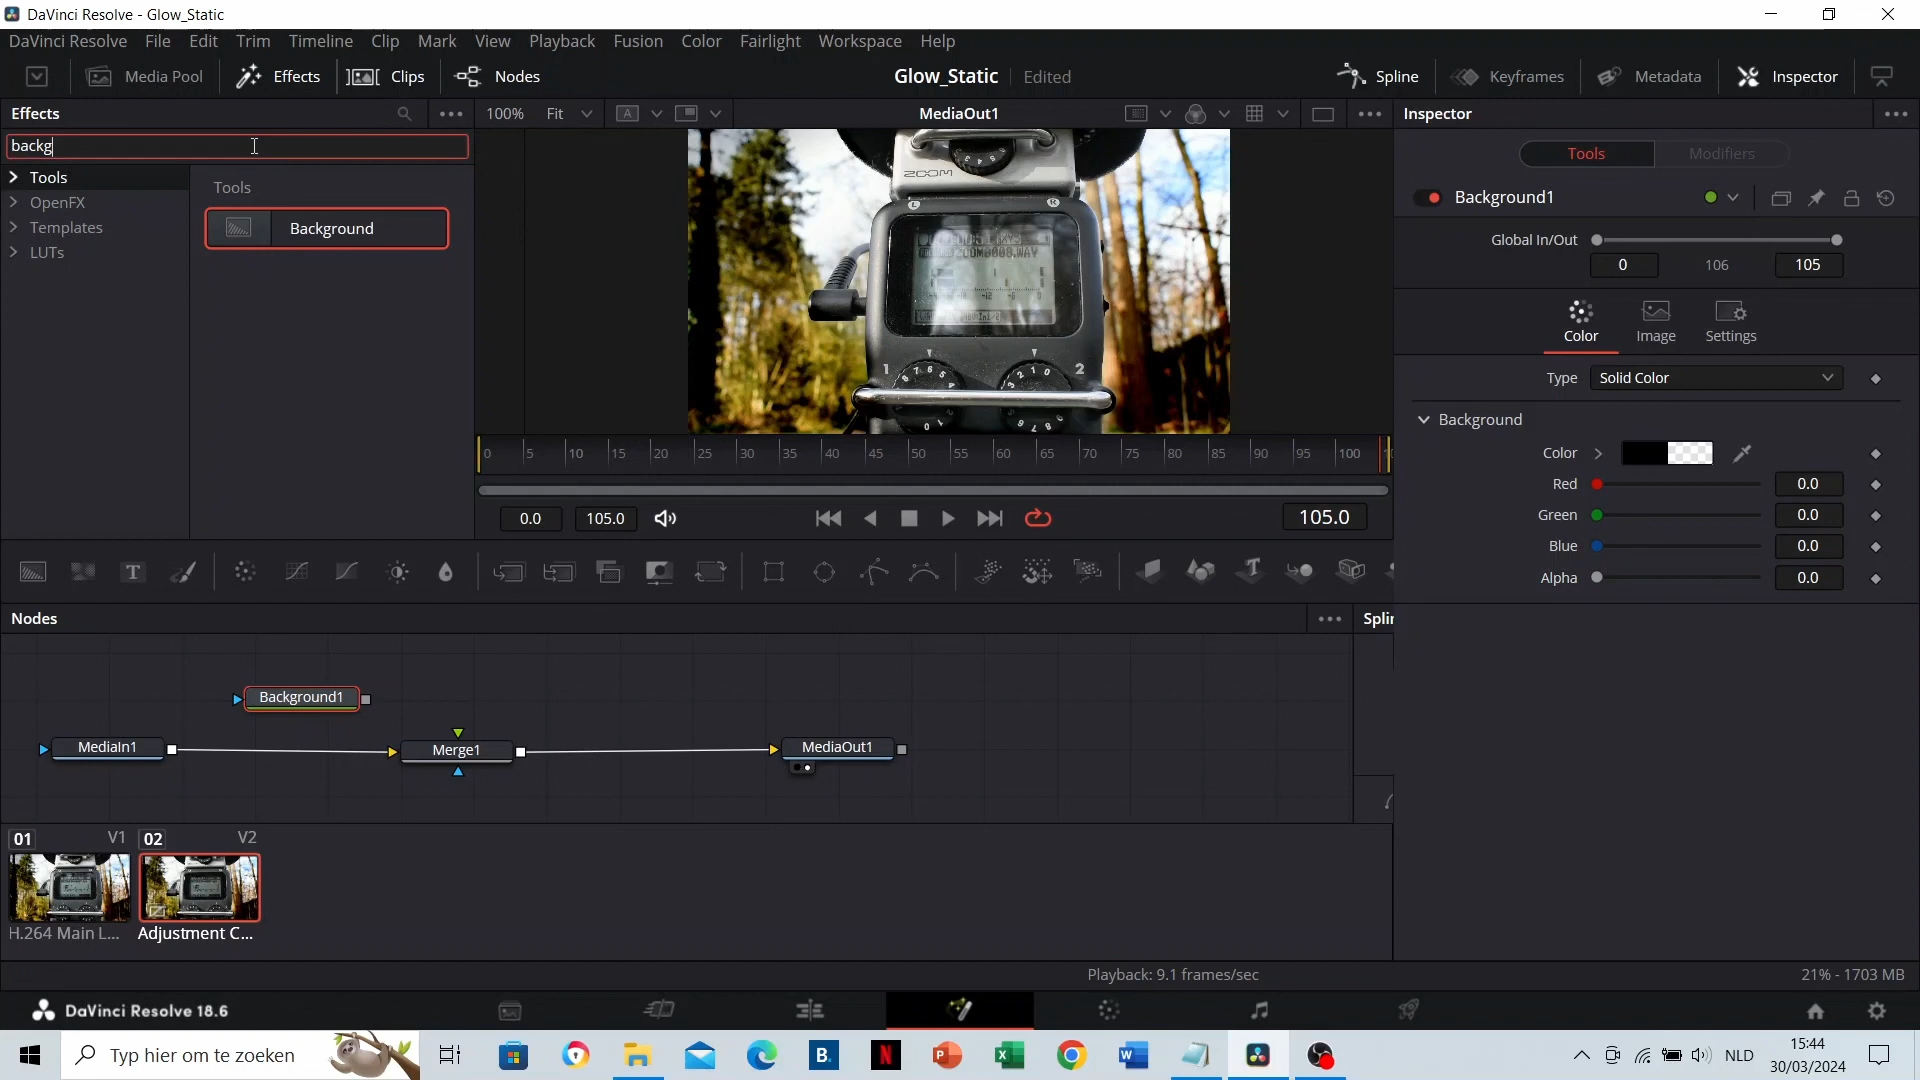 DaVinci Resolve - Glow_Static
DaVinci Resolve File Edit Trim Timeline Clip Mark View Playback Fusion Color Fairlight Workspace Help
Media Pool Effects Clips Nodes Glow_Static Edited Spline Keyframes Metadata Inspector
Effects 100% Fit A MediaOut1 Inspector
backg
Tools Modifiers
Tools
OpenFX
Templates
LUTs
Tools
Background
ZOOM
L R
ZOOM0008.WAV
1 2
Background1
Global In/Out
0 106 105
Color Image Settings
Type Solid Color
Background
Color
Red 0.0
Green 0.0
Blue 0.0
Alpha 0.0
0 5 10 15 20 25 30 35 40 45 50 55 60 65 70 75 80 85 90 95 100
0.0 105.0 105.0
Nodes Splin
Background1
MediaIn1 Merge1 MediaOut1
01 V1 02 V2
H.264 Main L... Adjustment C...
Playback: 9.1 frames/sec 21% - 1703 MB
DaVinci Resolve 18.6
Typ hier om te zoeken
B. N NLD
15:44
30/03/2024